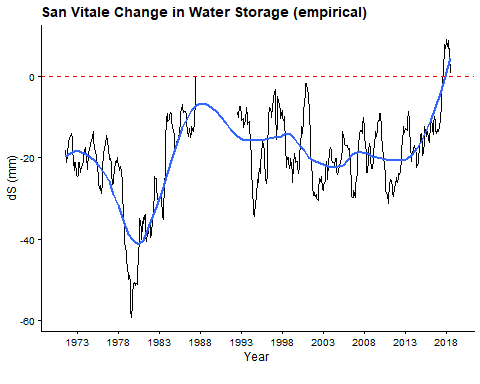 San Vitale Change in Water Storage (empirical)
0
-20
-40
-60
dS (mm)
1973 1978 1983 1988 1993 1998 2003 2008 2013 2018
Year